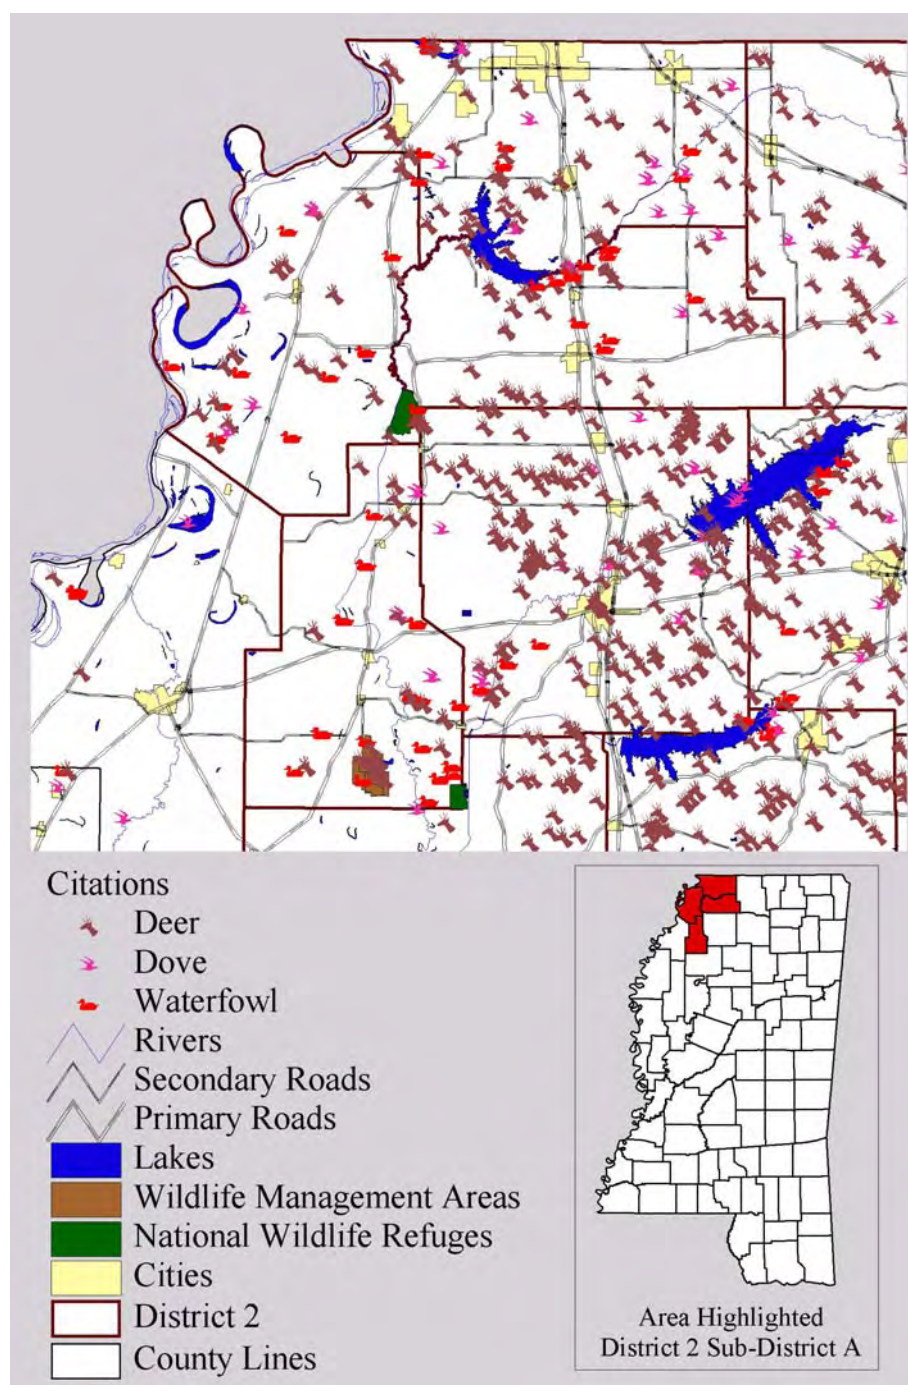 Citations
Deer
Dove
Waterfowl
Rivers
Secondary Roads
Primary Roads
Lakes
Wildlife Management Areas
National Wildlife Refuges
Cities
District 2
County Lines
Area Highlighted
District 2 Sub-District A